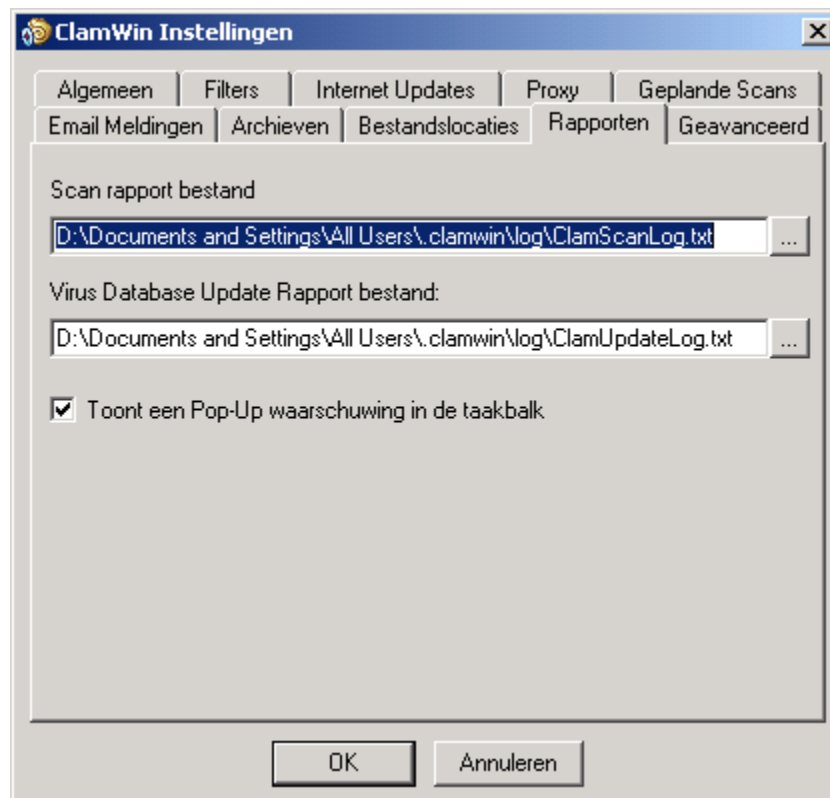 ClamWin Instellingen
Algemeen Filters Internet Updates Proxy Geplande Scans
Email Meldingen Archieven Bestandslocaties Rapporten Geavanceerd
Scan rapport bestand
D:\Documents and Settings\All Users\.clamwin\log\ClamScanLog.txt ...
Virus Database Update Rapport bestand:
D:\Documents and Settings\All Users\.clamwin\log\ClamUpdateLog.txt ...
Toont een Pop-Up waarschuwing in de taakbalk
OK Annuleren